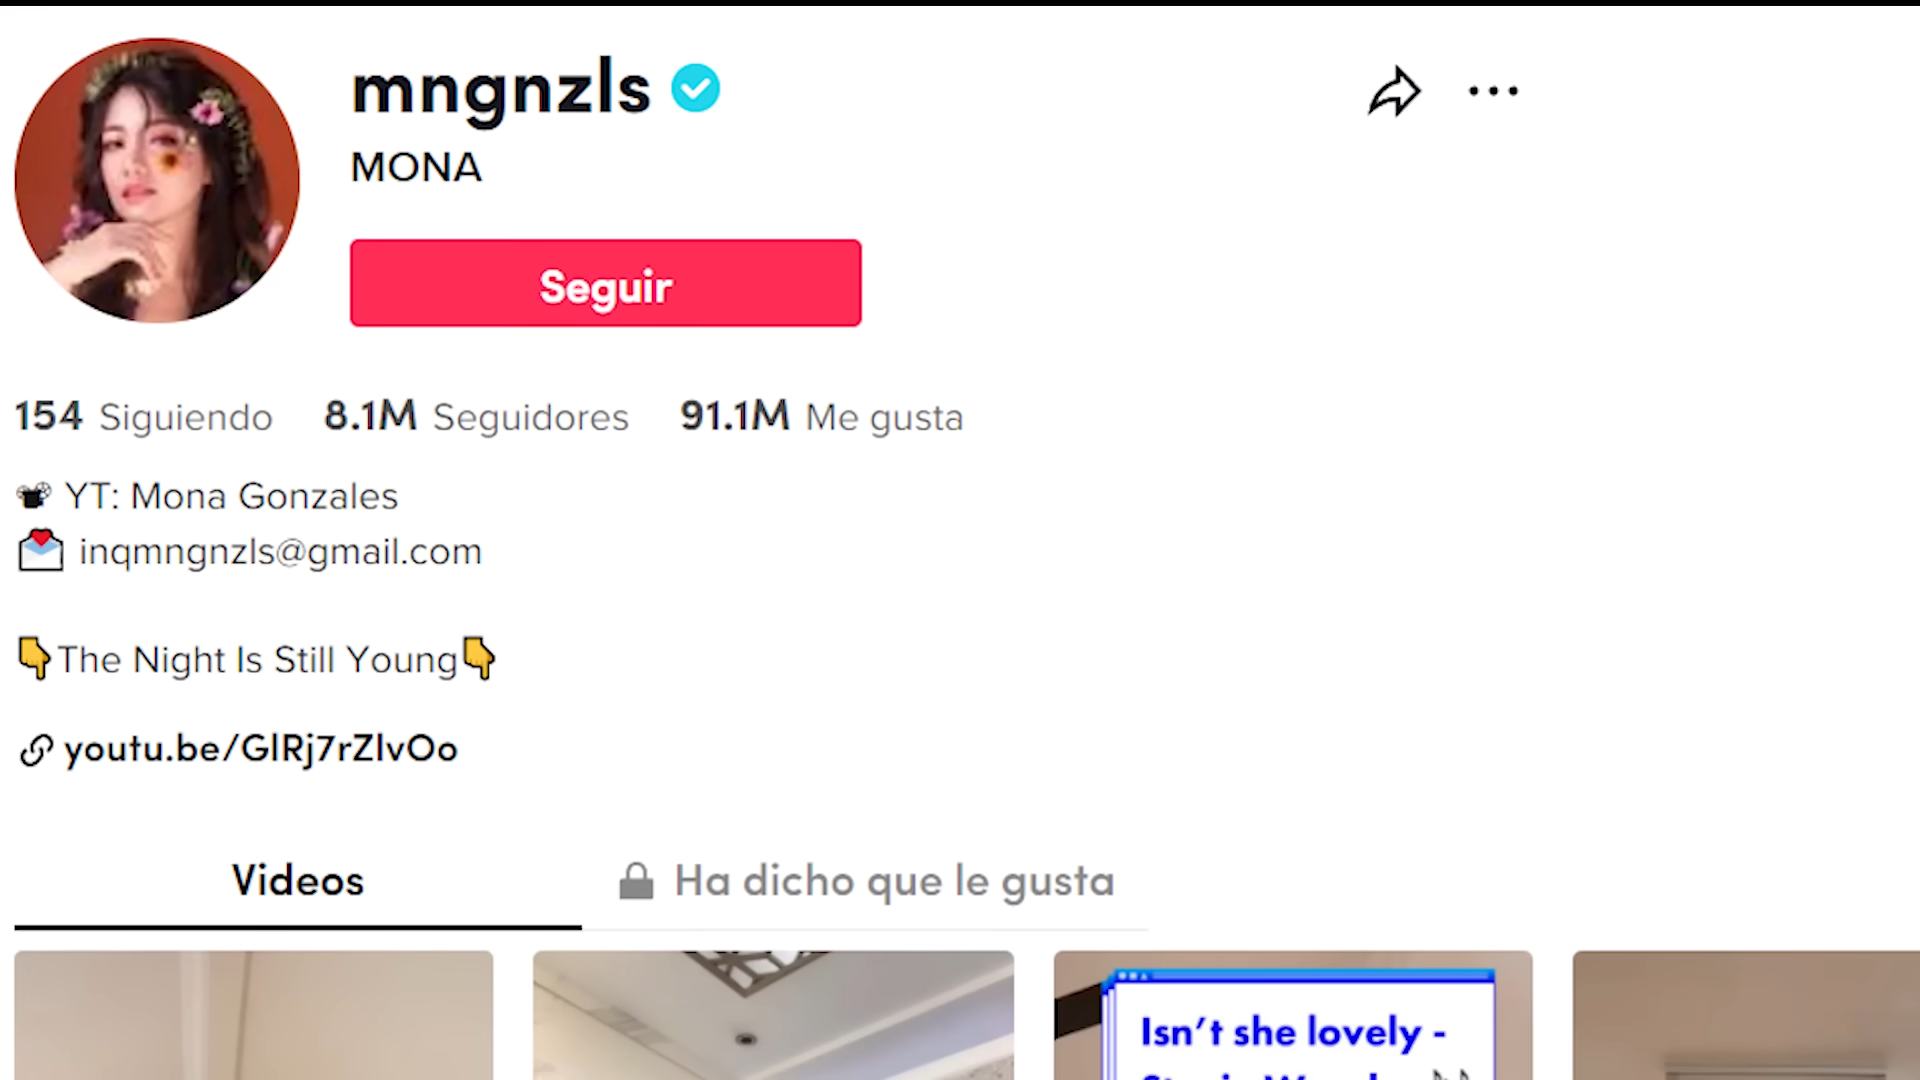 mngnzls
MONA
Seguir
154 Siguiendo 8.1M Seguidores 91.1M Me gusta
YT: Mona Gonzales
inqmngnzls@gmail.com
👇The Night Is Still Young👇
youtu.be/GlRj7rZlvOo
Videos Ha dicho que le gusta
Isn't she lovely -